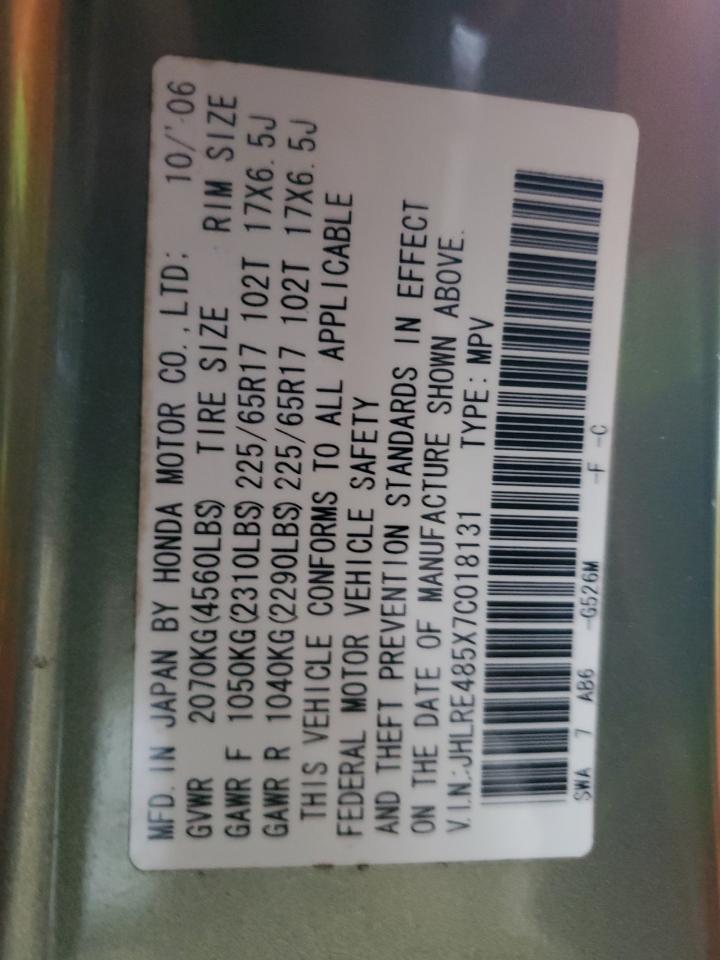 MFD. IN JAPAN BY HONDA MOTOR CO., LTD: 10/'06
GVWR 2070KG(4560LBS) TIRE SIZE RIM SIZE
GAWR F 1050KG(2310LBS) 225/65R17 102T 17X6.5J
GAWR R 1040KG(2290LBS) 225/65R17 102T 17X6.5J
THIS VEHICLE CONFORMS TO ALL APPLICABLE
FEDERAL MOTOR VEHICLE SAFETY
AND THEFT PREVENTION STANDARDS IN EFFECT
ON THE DATE OF MANUFACTURE SHOWN ABOVE.
V.I.N.:JHLRE485X7C018131 TYPE: MPV
SWA 7 AB6 -G526M -F -C